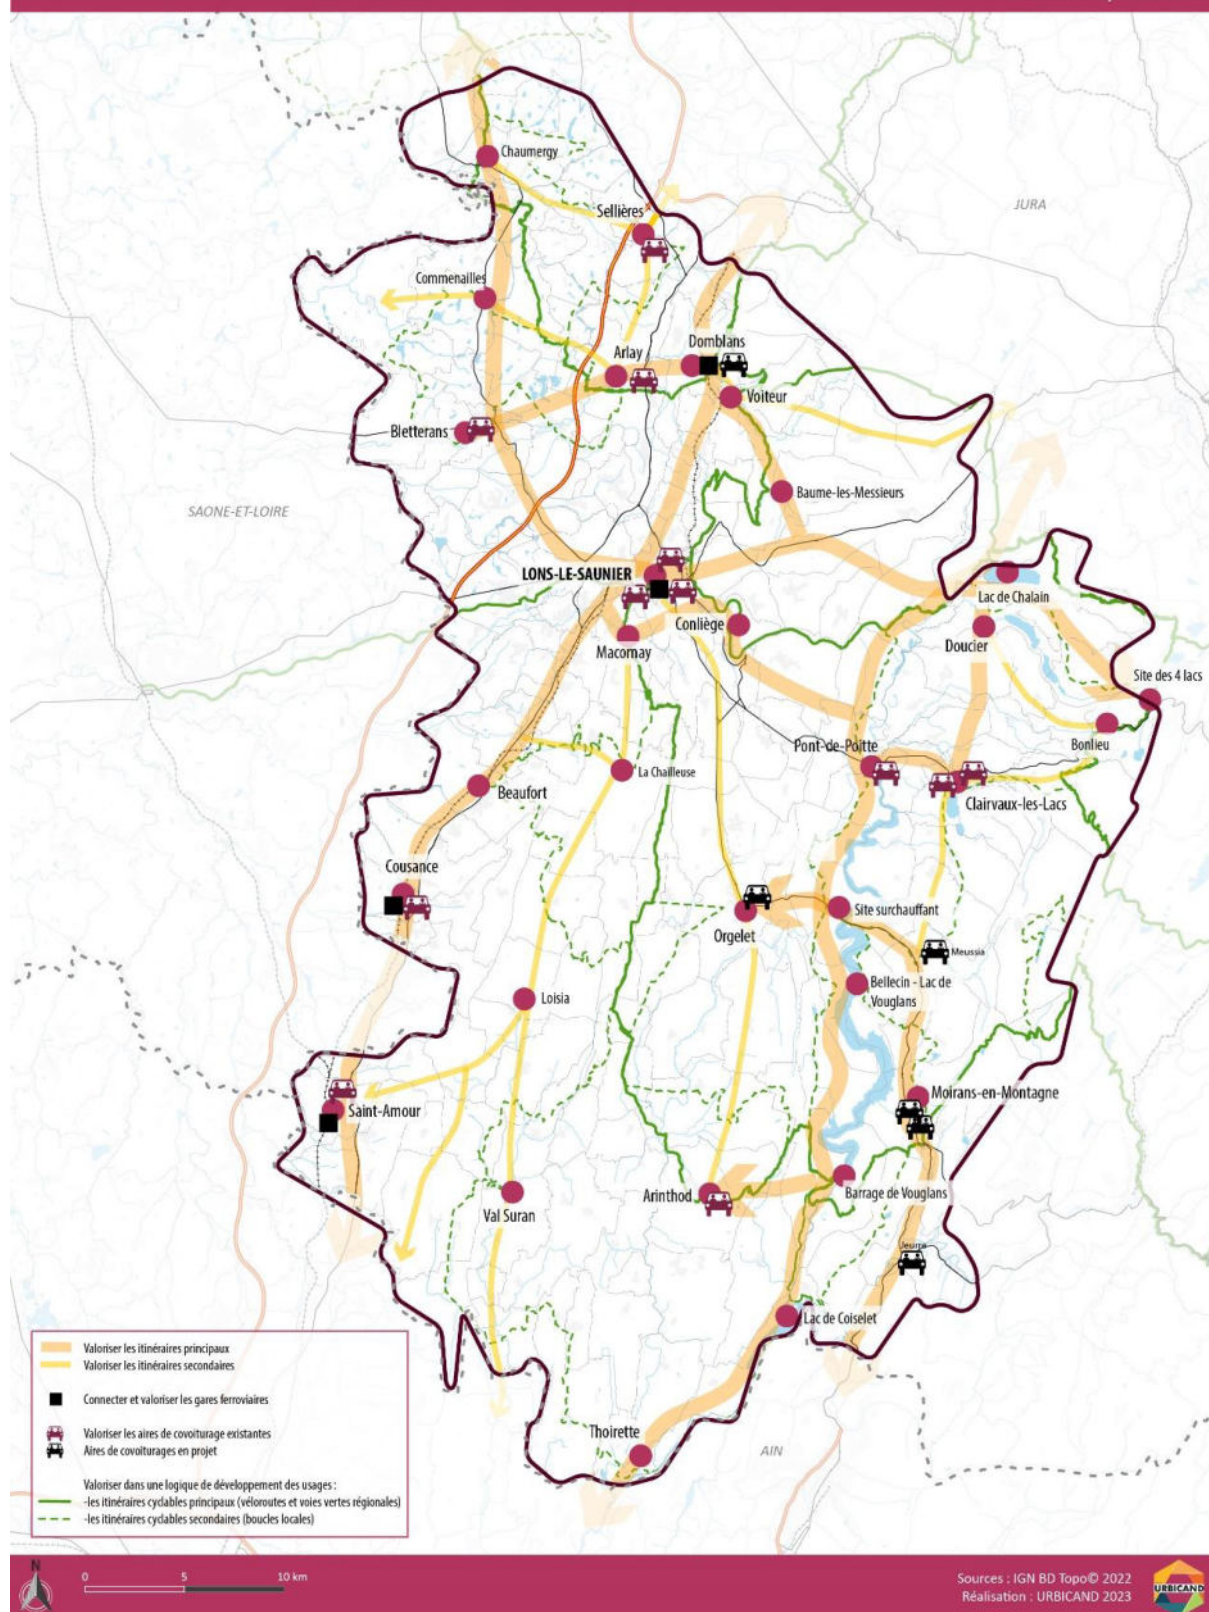 Chaumergy
JURA
Sellières
Commenailles
Domblans
Arlay
Voiteur
Bletterans
Baume-les-Messieurs
SAONE-ET-LOIRE
LONS-LE-SAUNIER
Lac de Chalain
Conliège
Doucier
Macornay
Site des 4 lacs
Bonlieu
Pont-de-Poitte
La Chailleuse
Beaufort
Clairvaux-les-Lacs
Cousance
Site surchauffant
Orgelet
Meussia
Bellecin - Lac de
Vouglans
Loisia
Moirans-en-Montagne
Saint-Amour
Arinthod
Barrage de Vouglans
Val Suran
Jeurre
Lac de Coiselet
Thoirette
AIN
Valoriser les itinéraires principaux
Valoriser les itinéraires secondaires
Connecter et valoriser les gares ferroviaires
Valoriser les aires de covoiturage existantes
Aires de covoiturages en projet
Valoriser dans une logique de développement des usages :
-les itinéraires cyclables principaux (véloroutes et voies vertes régionales)
-les itinéraires cyclables secondaires (boucles locales)
N
0 5 10 km
Sources : IGN BD Topo© 2022
Réalisation : URBICAND 2023
URBICAND